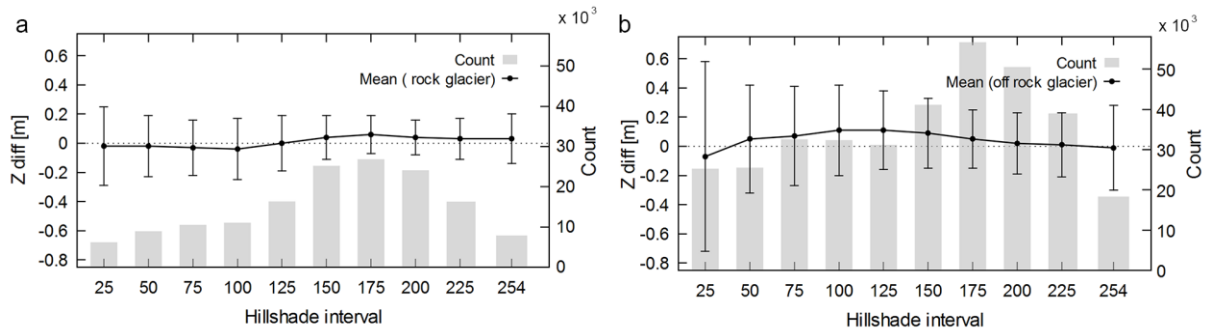 a
x 10³
Count
Mean ( rock glacier)
Z diff [m]
0.6
0.4
0.2
0
-0.2
-0.4
-0.6
-0.8
50
40
30
20
10
0
Count
25 50 75 100 125 150 175 200 225 254
Hillshade interval
b
x 10³
Count
Mean (off rock glacier)
Z diff [m]
0.6
0.4
0.2
0
-0.2
-0.4
-0.6
-0.8
50
40
30
20
10
0
Count
25 50 75 100 125 150 175 200 225 254
Hillshade interval